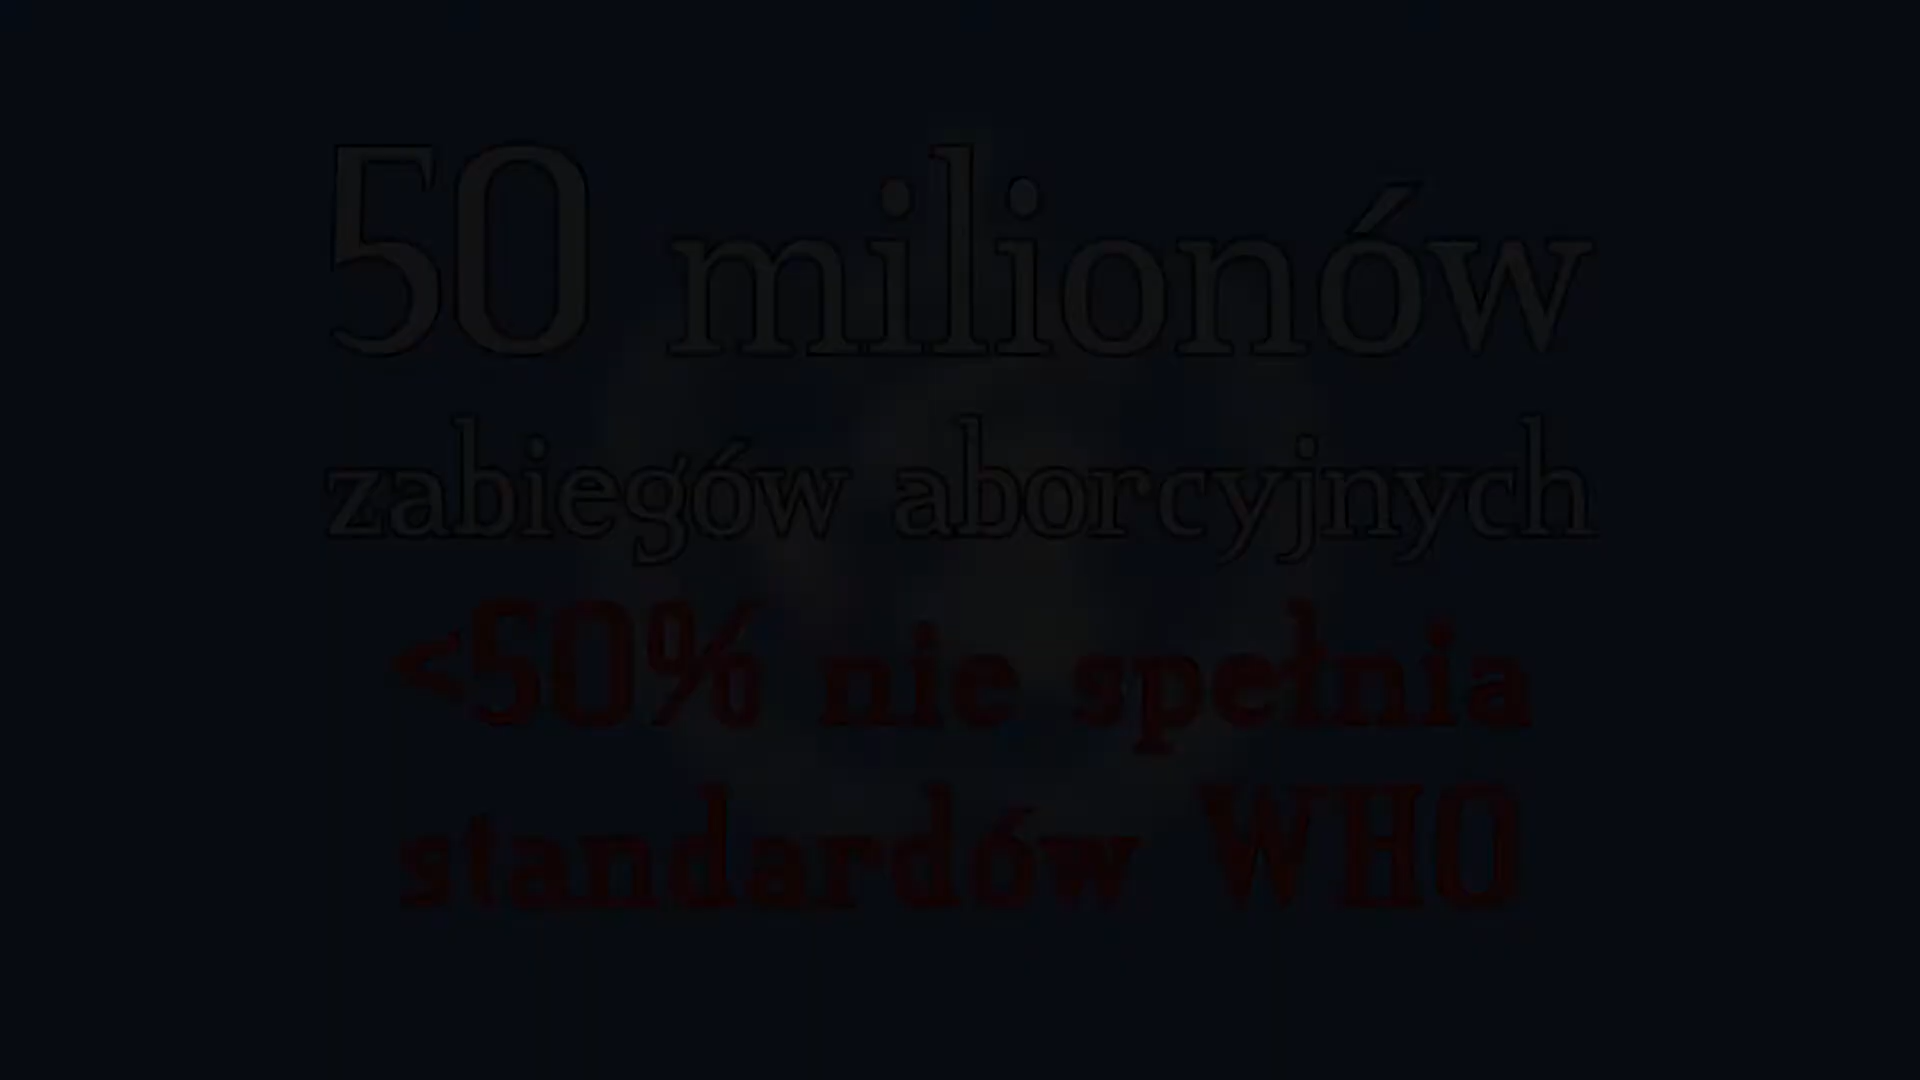 50 milionów
zabiegów aborcyjnych
<50% nie spełnia
standardów WHO